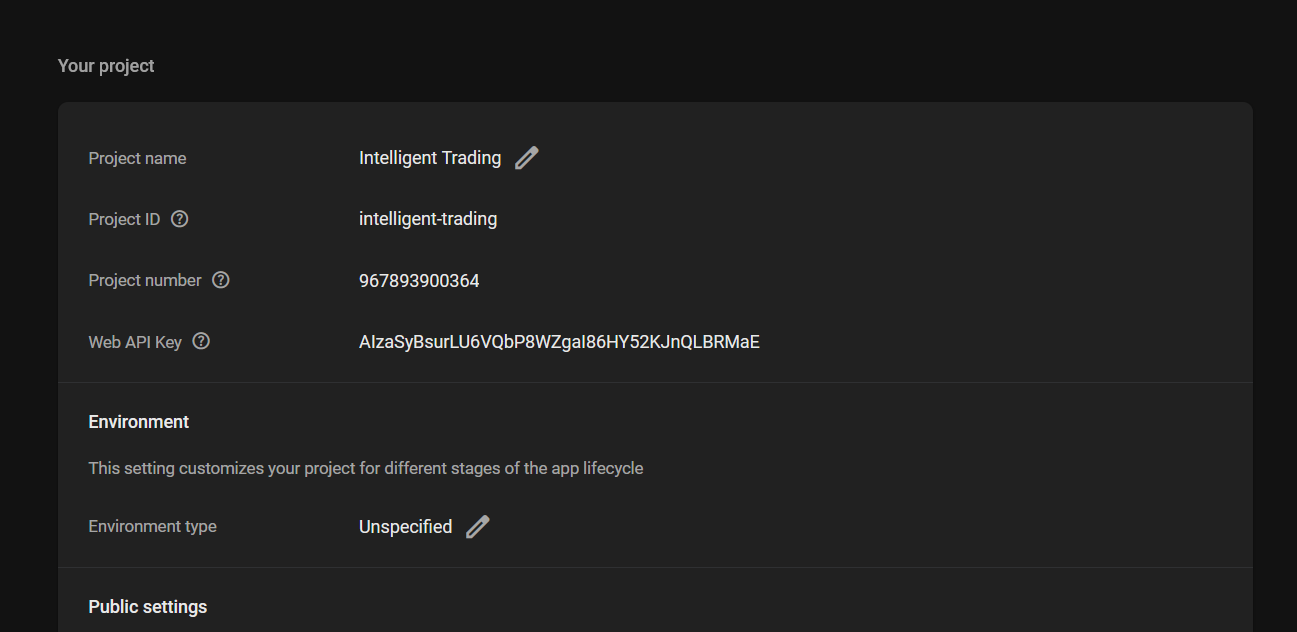 Your project
Project name Intelligent Trading
Project ID intelligent-trading
Project number 967893900364
Web API Key AIzaSyBsurLU6VQbP8WZgaI86HY52KJnQLBRMaE
Environment
This setting customizes your project for different stages of the app lifecycle
Environment type Unspecified
Public settings